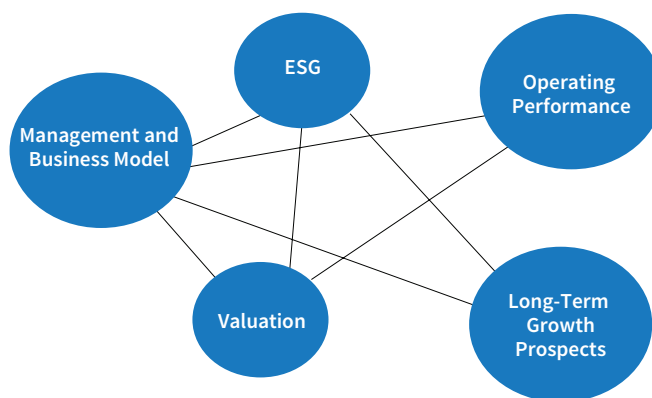 ESG
Operating
Performance
Management and
Business Model
Valuation
Long-Term
Growth
Prospects